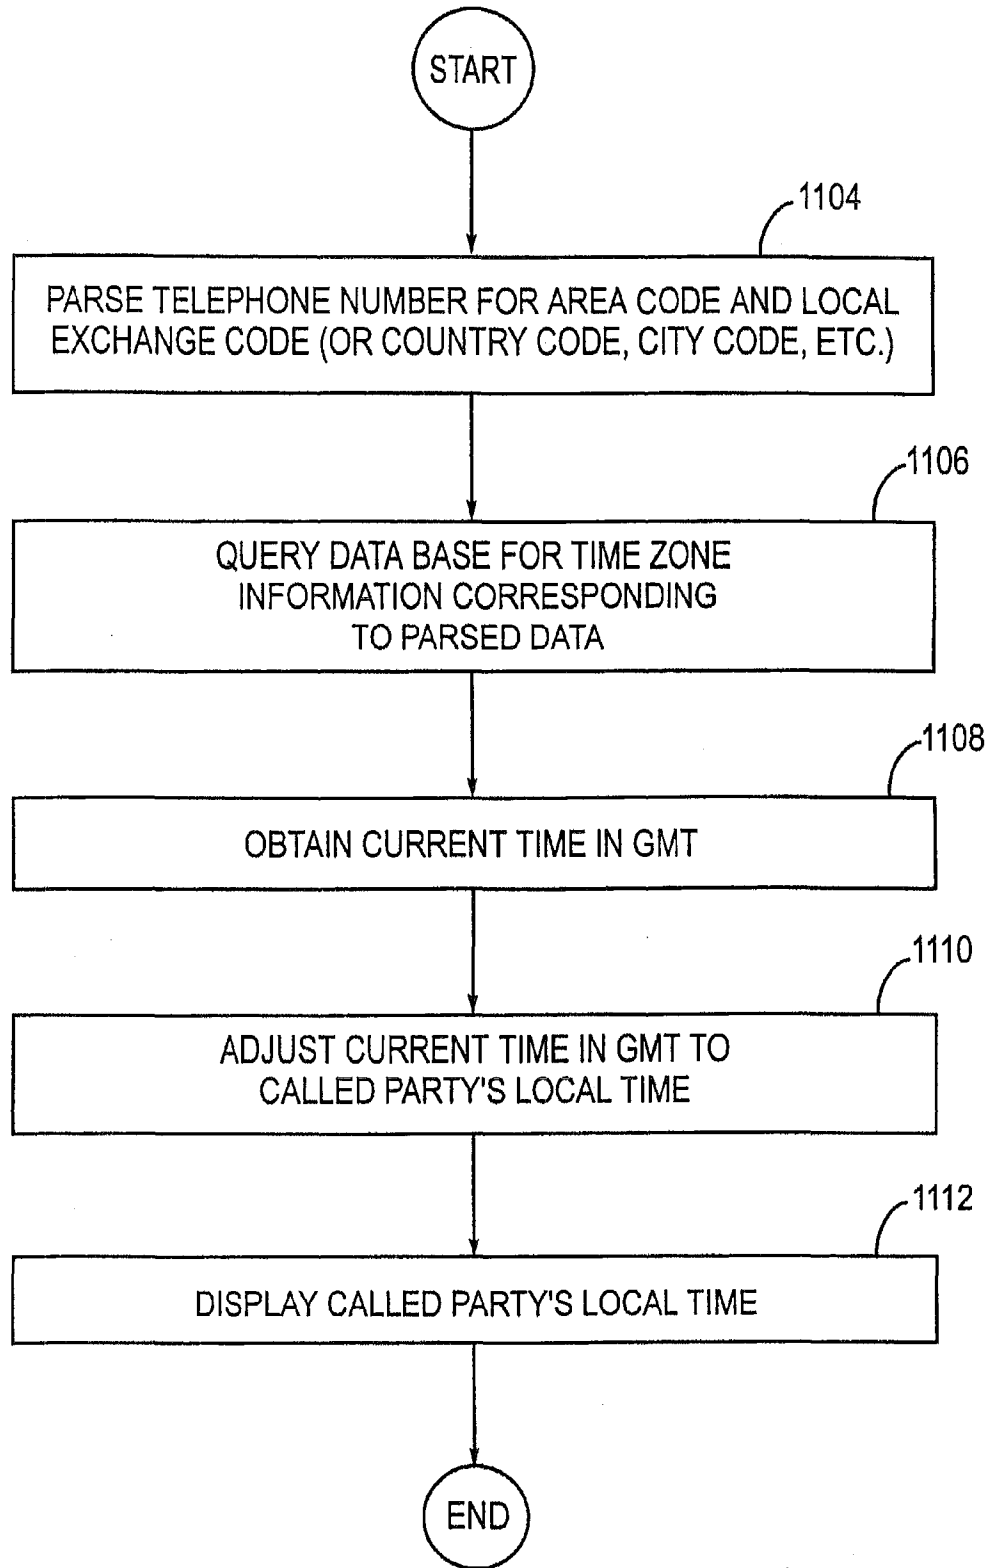 START
1104
PARSE TELEPHONE NUMBER FOR AREA CODE AND LOCAL
EXCHANGE CODE (OR COUNTRY CODE, CITY CODE, ETC.)
1106
QUERY DATA BASE FOR TIME ZONE
INFORMATION CORRESPONDING
TO PARSED DATA
1108
OBTAIN CURRENT TIME IN GMT
1110
ADJUST CURRENT TIME IN GMT TO
CALLED PARTY'S LOCAL TIME
1112
DISPLAY CALLED PARTY'S LOCAL TIME
END